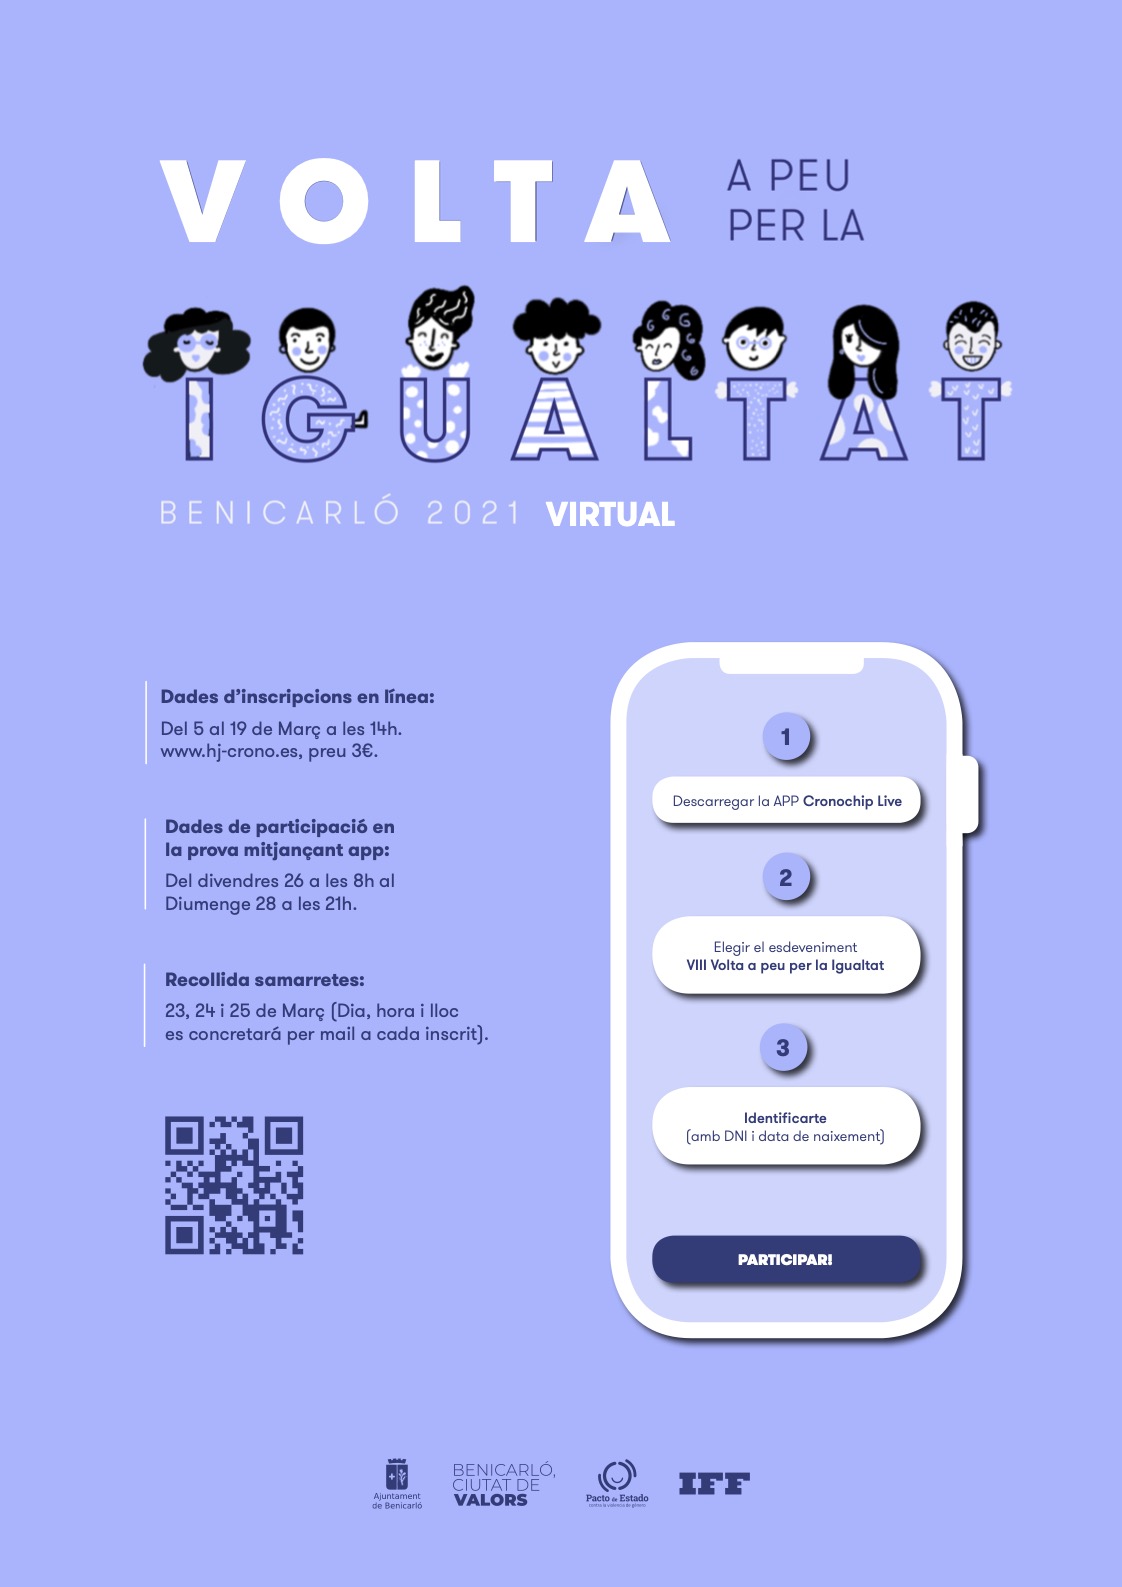 VOLTA
A PEU
PER LA
IGUALTAT
BENICARLÓ 2021 VIRTUAL
Dades d'inscripcions en línea:
Del 5 al 19 de Març a les 14h.
www.hj-crono.es, preu 3€.
Dades de participació en
la prova mitjançant app:
Del divendres 26 a les 8h al
Diumenge 28 a les 21h.
Recollida samarretes:
23, 24 i 25 de Març (Dia, hora i lloc
es concretará per mail a cada inscrit).
1
Descarregar la APP Cronochip Live
2
Elegir el esdeveniment
VIII Volta a peu per la Igualtat
3
Identificarte
(amb DNI i data de naixement)
PARTICIPAR!
Ajuntament
de Benicarló
BENICARLÓ,
CIUTAT DE
VALORS
Pacto de Estado
contra la violencia de género
IFF